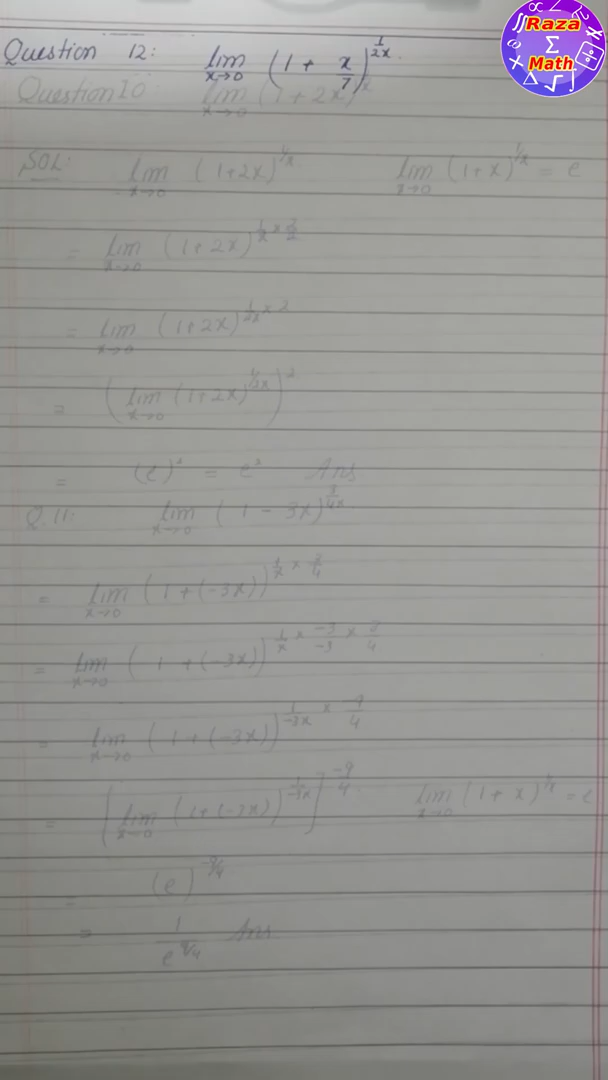 Raza
Σ
Math
Question 12: lim x→0 (1 + x/7)^(1/2x).
Question 10: lim x→0 (1 + 2x)^(1/x)
SOL: lim x→0 (1+2x)^(1/x) lim x→0 (1+x)^(1/x) = e
= lim x→0 (1+2x)^(1/x × 2/2)
= lim x→0 (1+2x)^(1/2x × 2)
= (lim x→0 (1+2x)^(1/2x))^2
= (e)^2 = e^2 Ans
Q.11: lim x→0 (1 - 3x)^(3/4x)
= lim x→0 (1+(-3x))^(1/x × 3/4)
= lim x→0 (1 +(-3x))^(1/x × -3/-3 × 3/4)
= lim x→0 (1+(-3x))^(1/-3x × -9/4)
= [lim x→0 (1+(-3x))^(1/-3x)]^(-9/4) lim x→0 (1+x)^(1/x) = e
= (e)^(-9/4)
= 1/e^(9/4) Ans